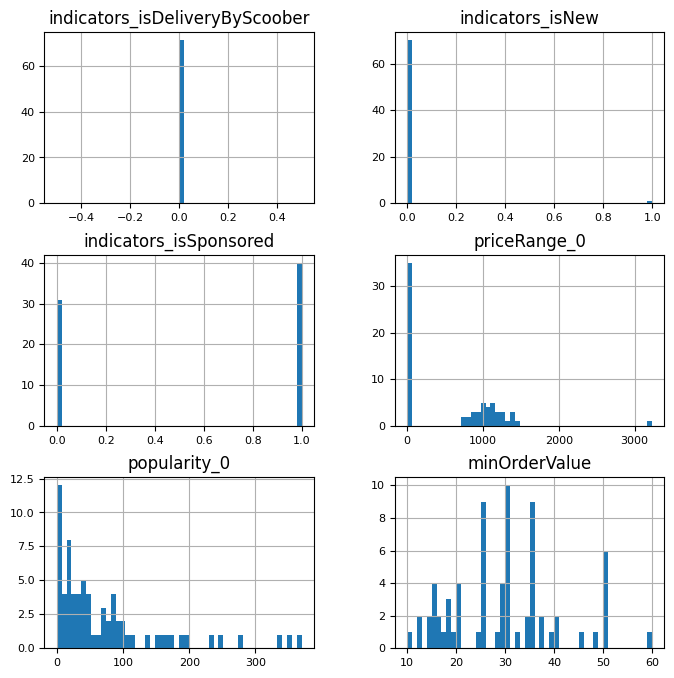 indicators_isDeliveryByScoober
60
40
20
0
−0.4 −0.2 0.0 0.2 0.4
indicators_isNew
60
40
20
0
0.0 0.2 0.4 0.6 0.8 1.0
indicators_isSponsored
40
30
20
10
0
0.0 0.2 0.4 0.6 0.8 1.0
priceRange_0
30
20
10
0
0 1000 2000 3000
popularity_0
12.5
10.0
7.5
5.0
2.5
0.0
0 100 200 300
minOrderValue
10
8
6
4
2
0
10 20 30 40 50 60